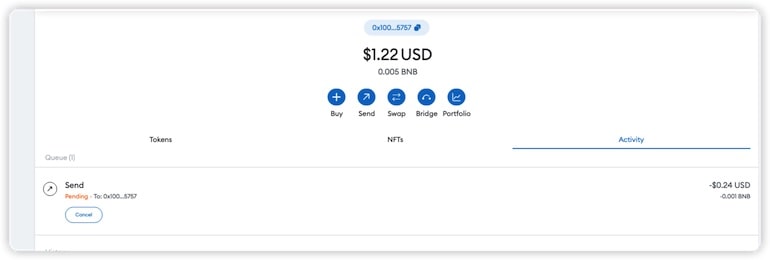 0x100...5757
$1.22 USD
0.005 BNB
Buy Send Swap Bridge Portfolio
Tokens NFTs Activity
Queue (1)
Send -$0.24 USD
Pending · To: 0x100...5757 -0.001 BNB
Cancel